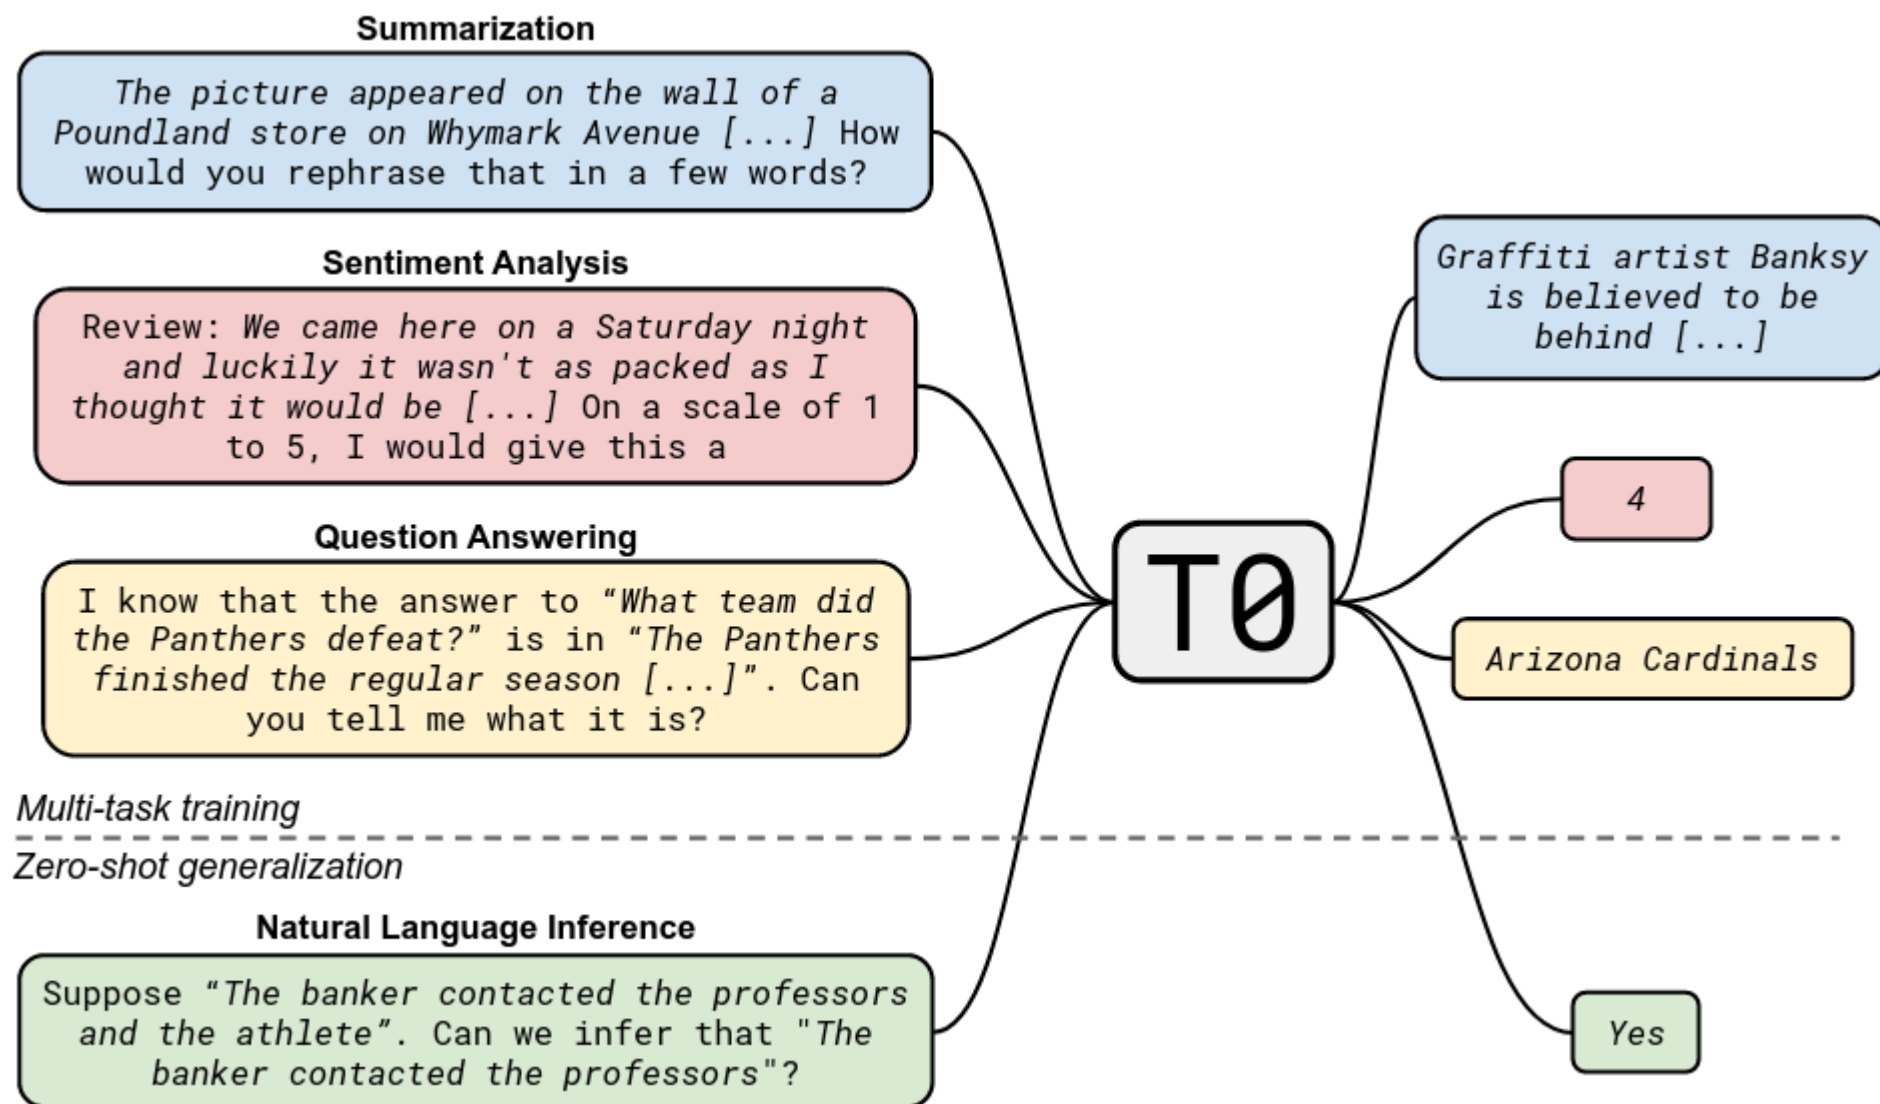 Summarization
The picture appeared on the wall of a
Poundland store on Whymark Avenue [...] How
would you rephrase that in a few words?
Sentiment Analysis
Review: We came here on a Saturday night
and luckily it wasn't as packed as I
thought it would be [...] On a scale of 1
to 5, I would give this a
Question Answering
I know that the answer to “What team did
the Panthers defeat?” is in “The Panthers
finished the regular season [...]”. Can
you tell me what it is?
Multi-task training
Zero-shot generalization
Natural Language Inference
Suppose “The banker contacted the professors
and the athlete”. Can we infer that "The
banker contacted the professors"?
T0
Graffiti artist Banksy
is believed to be
behind [...]
4
Arizona Cardinals
Yes